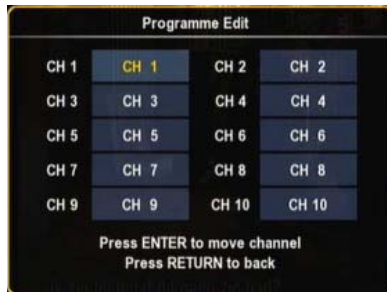 Programme Edit
CH 1 CH 1 CH 2 CH 2
CH 3 CH 3 CH 4 CH 4
CH 5 CH 5 CH 6 CH 6
CH 7 CH 7 CH 8 CH 8
CH 9 CH 9 CH 10 CH 10
Press ENTER to move channel
Press RETURN to back